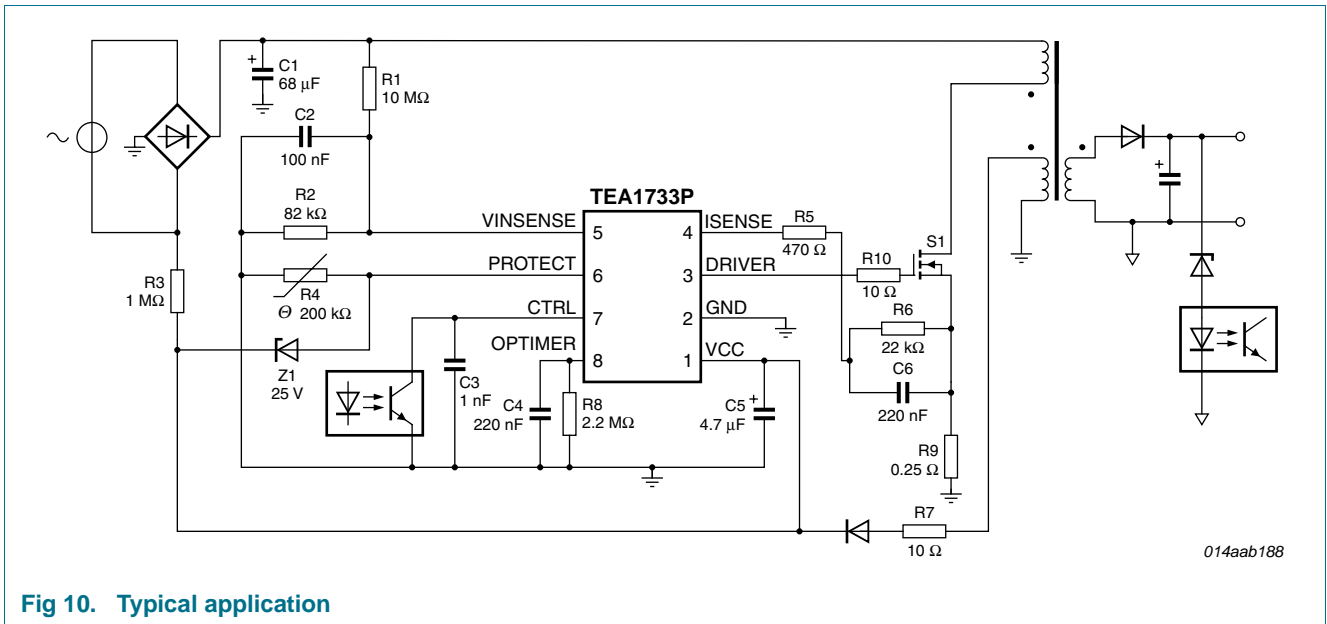 C1
68 μF
R1
10 MΩ
C2
100 nF
R2
82 kΩ
R3
1 MΩ
R4
Θ 200 kΩ
Z1
25 V
TEA1733P
VINSENSE
PROTECT
CTRL
OPTIMER
5
6
7
8
4
3
2
1
ISENSE
DRIVER
GND
VCC
R5
470 Ω
R10
10 Ω
S1
R6
22 kΩ
C6
220 nF
R9
0.25 Ω
C3
1 nF
C4
220 nF
R8
2.2 MΩ
C5
4.7 μF
R7
10 Ω
014aab188
Fig 10. Typical application